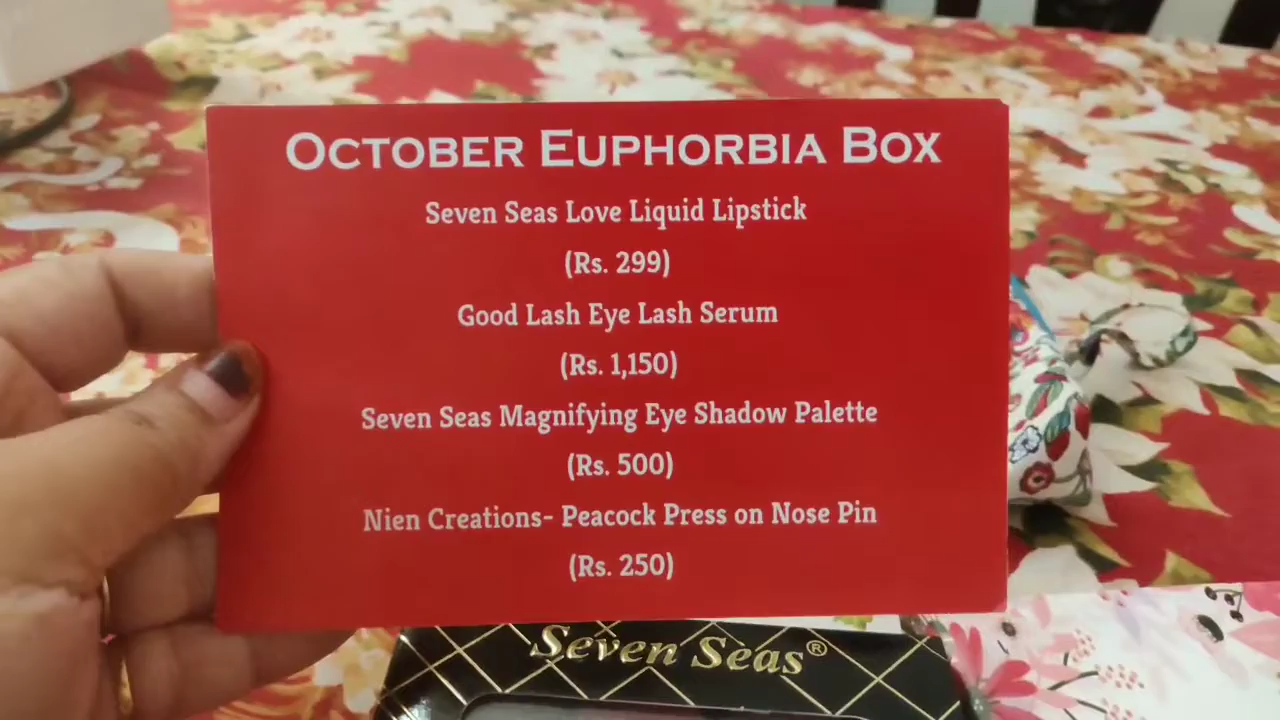 OCTOBER EUPHORBIA BOX
Seven Seas Love Liquid Lipstick
(Rs. 299)
Good Lash Eye Lash Serum
(Rs. 1,150)
Seven Seas Magnifying Eye Shadow Palette
(Rs. 500)
Nien Creations- Peacock Press on Nose Pin
(Rs. 250)
Seven Seas®